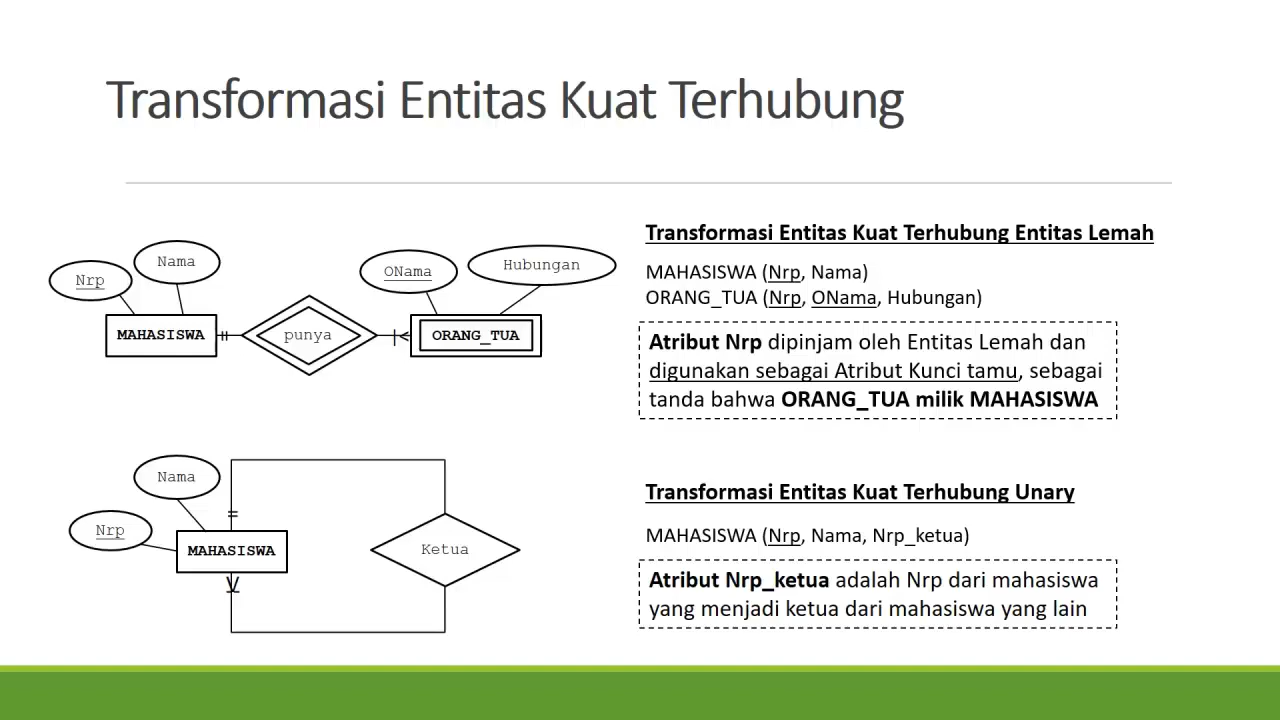 Transformasi Entitas Kuat Terhubung
Nrp
Nama
MAHASISWA
punya
ONama
Hubungan
ORANG_TUA
Transformasi Entitas Kuat Terhubung Entitas Lemah
MAHASISWA (Nrp, Nama)
ORANG_TUA (Nrp, ONama, Hubungan)
Atribut Nrp dipinjam oleh Entitas Lemah dan
digunakan sebagai Atribut Kunci tamu, sebagai
tanda bahwa ORANG_TUA milik MAHASISWA
Nama
Nrp
MAHASISWA
Ketua
Transformasi Entitas Kuat Terhubung Unary
MAHASISWA (Nrp, Nama, Nrp_ketua)
Atribut Nrp_ketua adalah Nrp dari mahasiswa
yang menjadi ketua dari mahasiswa yang lain